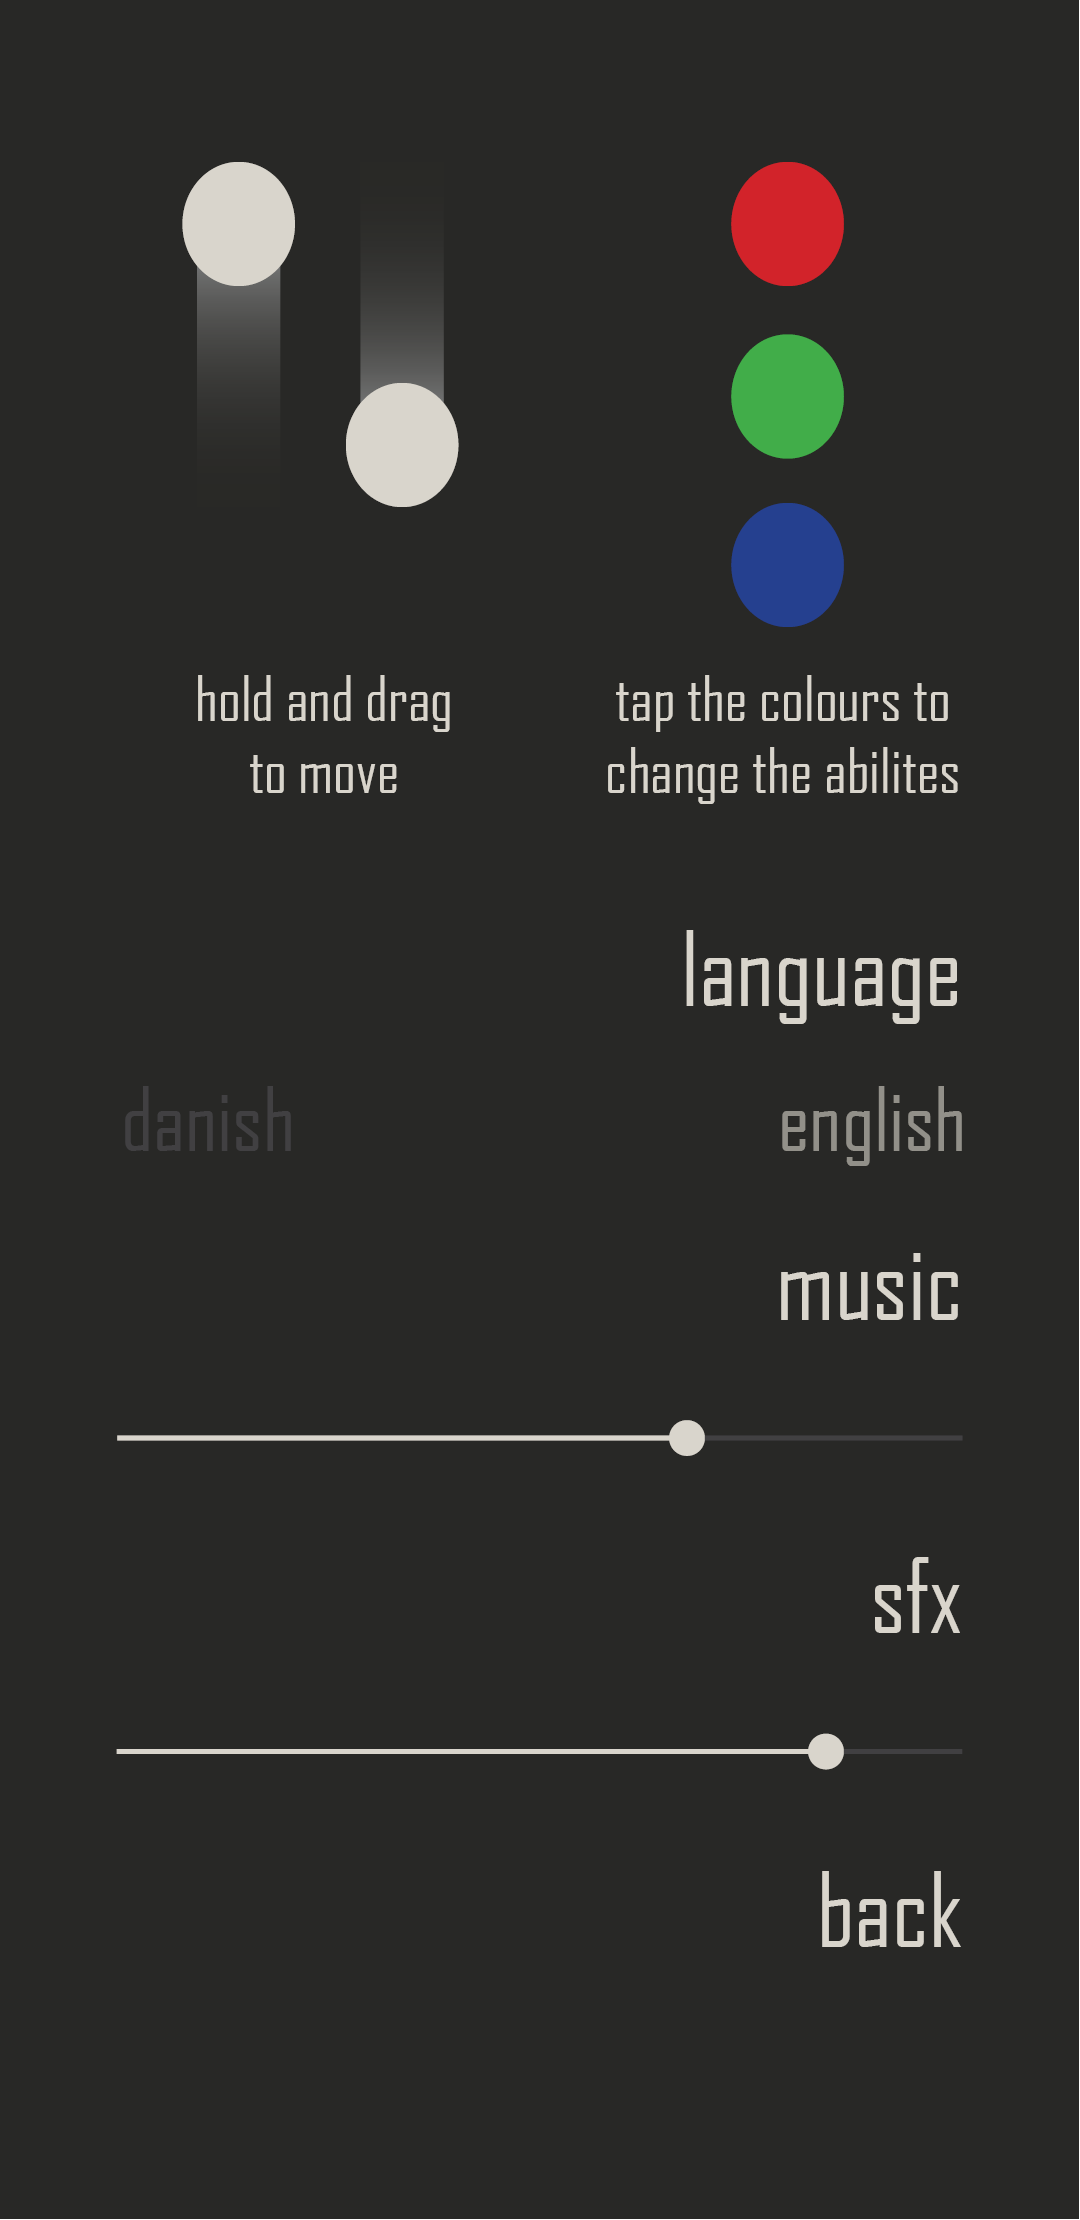 hold and drag
to move
tap the colours to
change the abilites
language
danish
english
music
sfx
back